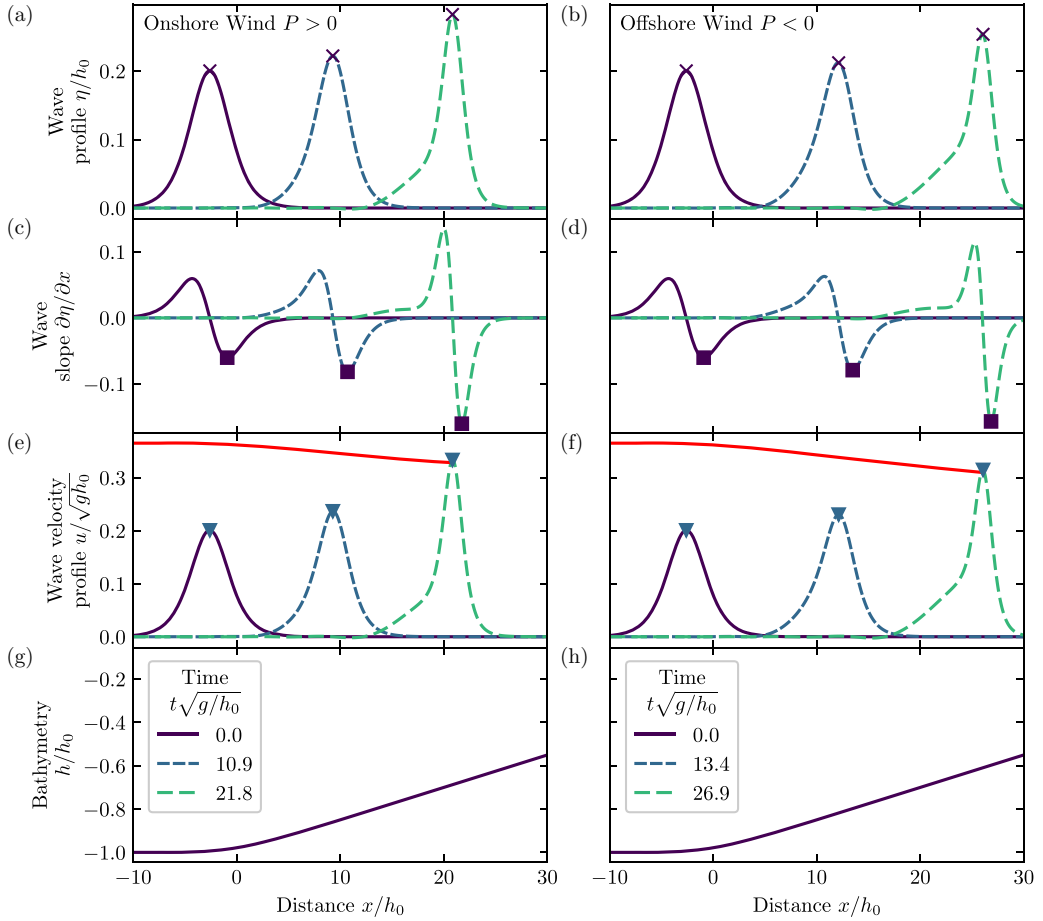 (a)
Onshore Wind P > 0
(b)
Offshore Wind P < 0
Wave
profile η/h₀
0.2
0.1
0.0
(c)
(d)
Wave
slope ∂η/∂x
0.1
0.0
−0.1
(e)
(f)
Wave velocity
profile u/√gh₀
0.3
0.2
0.1
0.0
(g)
(h)
Bathymetry
h/h₀
−0.2
−0.4
−0.6
−0.8
−1.0
Time
t√g/h₀
0.0
10.9
21.8
Time
t√g/h₀
0.0
13.4
26.9
−10 0 10 20 30
−10 0 10 20 30
Distance x/h₀
Distance x/h₀